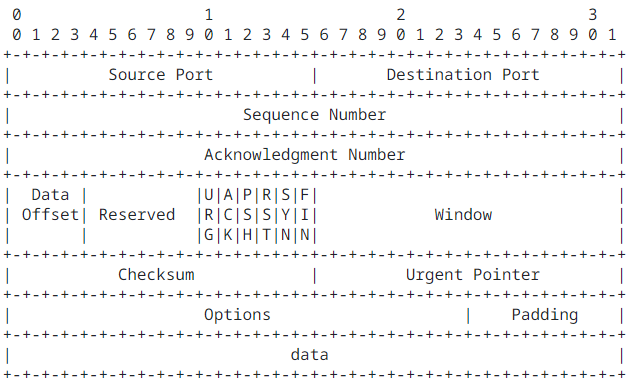 0                   1                   2                   3
 0 1 2 3 4 5 6 7 8 9 0 1 2 3 4 5 6 7 8 9 0 1 2 3 4 5 6 7 8 9 0 1
+-+-+-+-+-+-+-+-+-+-+-+-+-+-+-+-+-+-+-+-+-+-+-+-+-+-+-+-+-+-+-+-+
|          Source Port          |       Destination Port        |
+-+-+-+-+-+-+-+-+-+-+-+-+-+-+-+-+-+-+-+-+-+-+-+-+-+-+-+-+-+-+-+-+
|                        Sequence Number                        |
+-+-+-+-+-+-+-+-+-+-+-+-+-+-+-+-+-+-+-+-+-+-+-+-+-+-+-+-+-+-+-+-+
|                    Acknowledgment Number                      |
+-+-+-+-+-+-+-+-+-+-+-+-+-+-+-+-+-+-+-+-+-+-+-+-+-+-+-+-+-+-+-+-+
|  Data |           |U|A|P|R|S|F|                               |
| Offset| Reserved  |R|C|S|S|Y|I|            Window             |
|       |           |G|K|H|T|N|N|                               |
+-+-+-+-+-+-+-+-+-+-+-+-+-+-+-+-+-+-+-+-+-+-+-+-+-+-+-+-+-+-+-+-+
|           Checksum            |         Urgent Pointer        |
+-+-+-+-+-+-+-+-+-+-+-+-+-+-+-+-+-+-+-+-+-+-+-+-+-+-+-+-+-+-+-+-+
|                    Options                    |    Padding    |
+-+-+-+-+-+-+-+-+-+-+-+-+-+-+-+-+-+-+-+-+-+-+-+-+-+-+-+-+-+-+-+-+
|                             data                              |
+-+-+-+-+-+-+-+-+-+-+-+-+-+-+-+-+-+-+-+-+-+-+-+-+-+-+-+-+-+-+-+-+